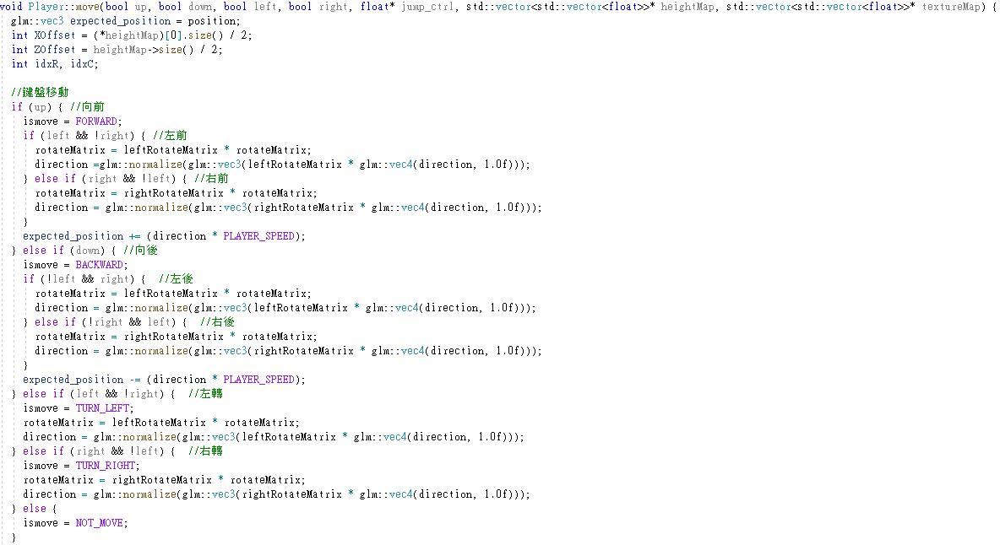 void Player::move(bool up, bool down, bool left, bool right, float* jump_ctrl, std::vector<std::vector<float>>* heightMap, std::vector<std::vector<float>>* textureMap) {
glm::vec3 expected_position = position;
int XOffset = (*heightMap)[0].size() / 2;
int ZOffset = heightMap->size() / 2;
int idxR, idxC;
//鍵盤移動
if (up) { //向前
ismove = FORWARD;
if (left && !right) { //左前
rotateMatrix = leftRotateMatrix * rotateMatrix;
direction =glm::normalize(glm::vec3(leftRotateMatrix * glm::vec4(direction, 1.0f)));
} else if (right && !left) { //右前
rotateMatrix = rightRotateMatrix * rotateMatrix;
direction = glm::normalize(glm::vec3(rightRotateMatrix * glm::vec4(direction, 1.0f)));
}
expected_position += (direction * PLAYER_SPEED);
} else if (down) { //向後
ismove = BACKWARD;
if (!left && right) {  //左後
rotateMatrix = leftRotateMatrix * rotateMatrix;
direction = glm::normalize(glm::vec3(leftRotateMatrix * glm::vec4(direction, 1.0f)));
} else if (!right && left) {  //右後
rotateMatrix = rightRotateMatrix * rotateMatrix;
direction = glm::normalize(glm::vec3(rightRotateMatrix * glm::vec4(direction, 1.0f)));
}
expected_position -= (direction * PLAYER_SPEED);
} else if (left && !right) {  //左轉
ismove = TURN_LEFT;
rotateMatrix = leftRotateMatrix * rotateMatrix;
direction = glm::normalize(glm::vec3(leftRotateMatrix * glm::vec4(direction, 1.0f)));
} else if (right && !left) {  //右轉
ismove = TURN_RIGHT;
rotateMatrix = rightRotateMatrix * rotateMatrix;
direction = glm::normalize(glm::vec3(rightRotateMatrix * glm::vec4(direction, 1.0f)));
} else {
ismove = NOT_MOVE;
}